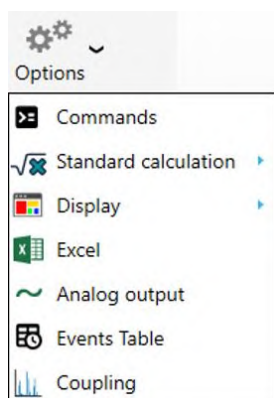 Options
Commands
Standard calculation
Display
Excel
Analog output
Events Table
Coupling